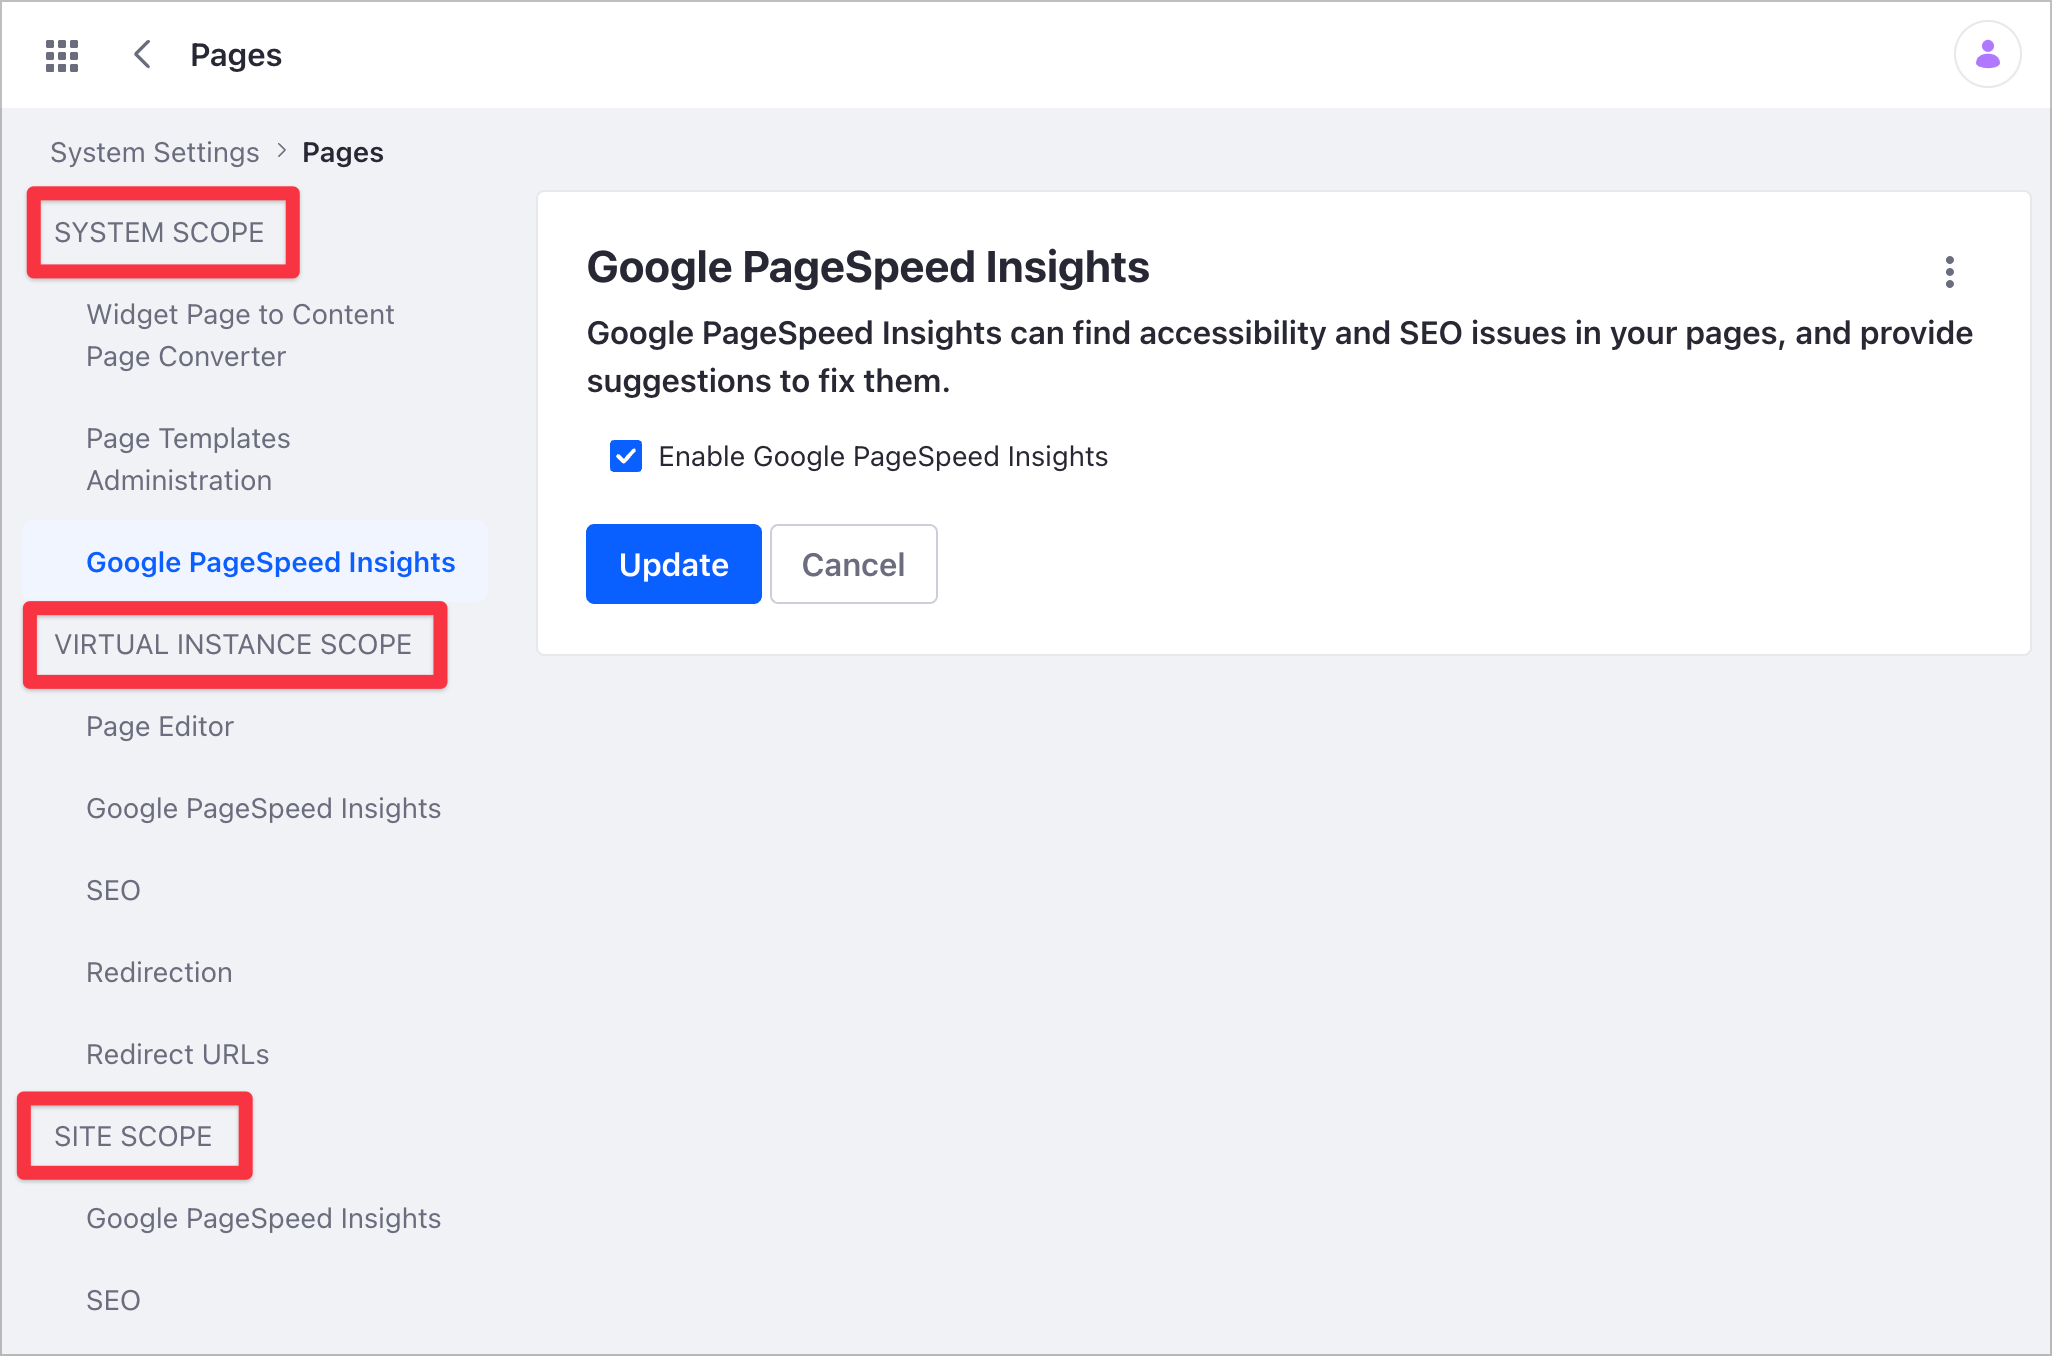 Pages
System Settings > Pages
SYSTEM SCOPE
Widget Page to Content
Page Converter
Page Templates
Administration
Google PageSpeed Insights
VIRTUAL INSTANCE SCOPE
Page Editor
Google PageSpeed Insights
SEO
Redirection
Redirect URLs
SITE SCOPE
Google PageSpeed Insights
SEO
Google PageSpeed Insights
Google PageSpeed Insights can find accessibility and SEO issues in your pages, and provide
suggestions to fix them.
Enable Google PageSpeed Insights
Update Cancel